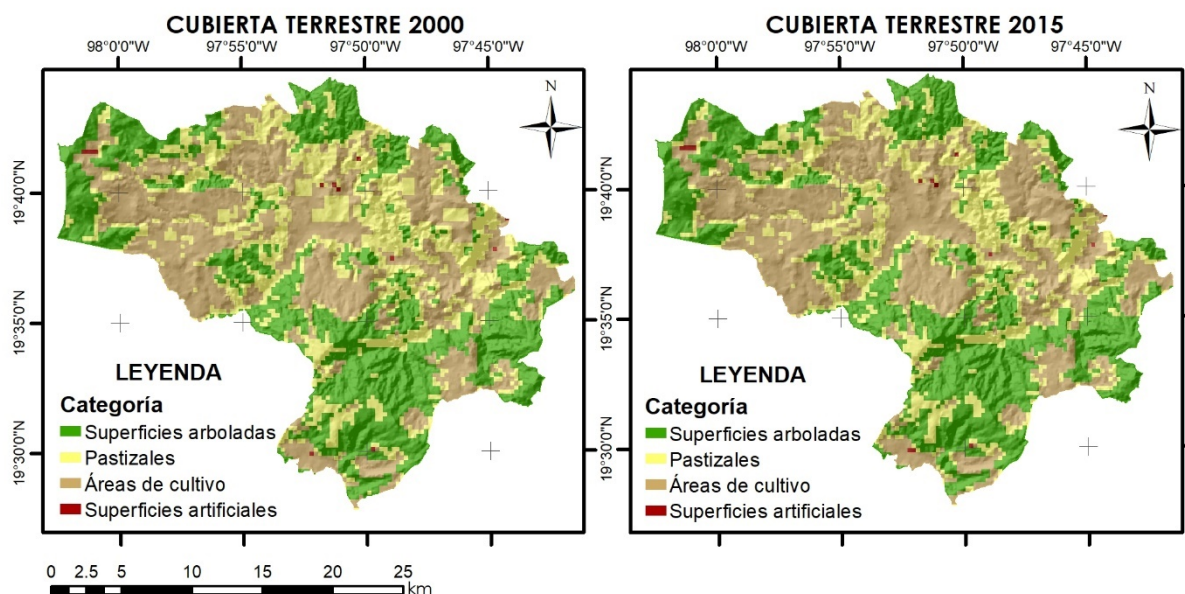 CUBIERTA TERRESTRE 2000
98°0'0"W 97°55'0"W 97°50'0"W 97°45'0"W
N
19°40'0"N
19°35'0"N
19°30'0"N
LEYENDA
Categoría
Superficies arboladas
Pastizales
Áreas de cultivo
Superficies artificiales
0 2.5 5 10 15 20 25 km
CUBIERTA TERRESTRE 2015
98°0'0"W 97°55'0"W 97°50'0"W 97°45'0"W
N
19°40'0"N
19°35'0"N
19°30'0"N
LEYENDA
Categoría
Superficies arboladas
Pastizales
Áreas de cultivo
Superficies artificiales